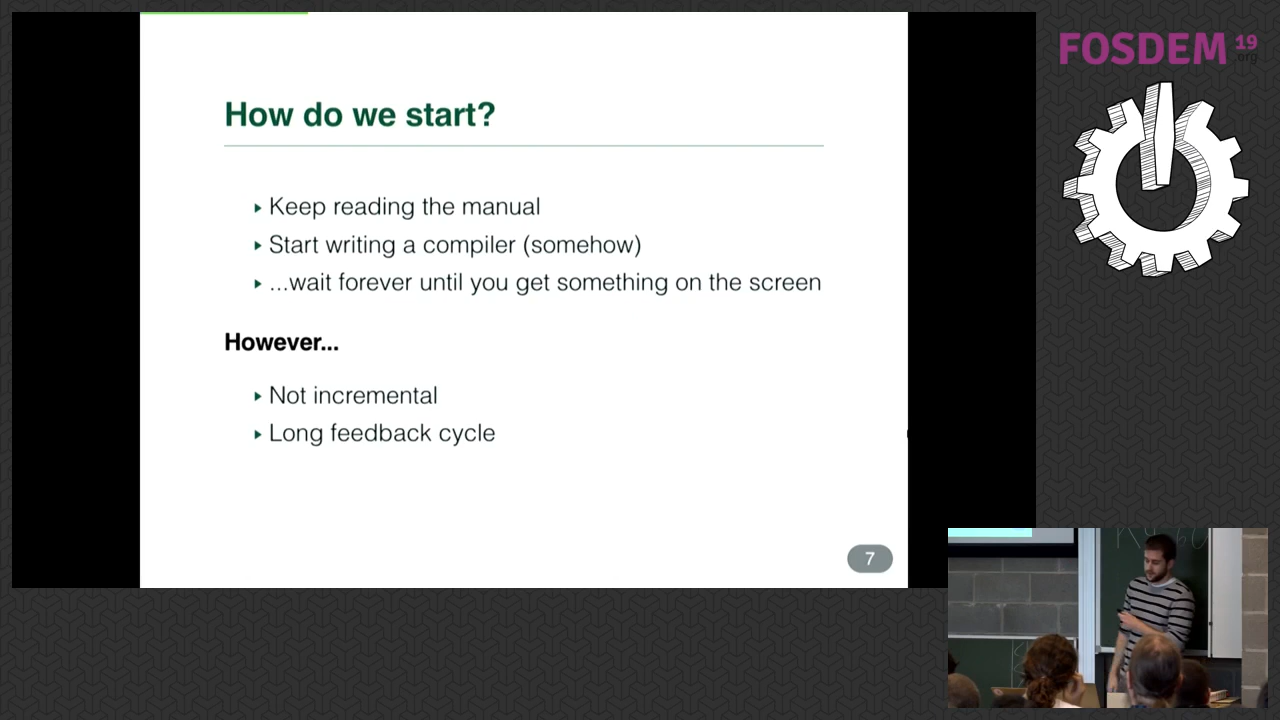 How do we start?
Keep reading the manual
Start writing a compiler (somehow)
...wait forever until you get something on the screen
However...
Not incremental
Long feedback cycle
7
FOSDEM 19
.org